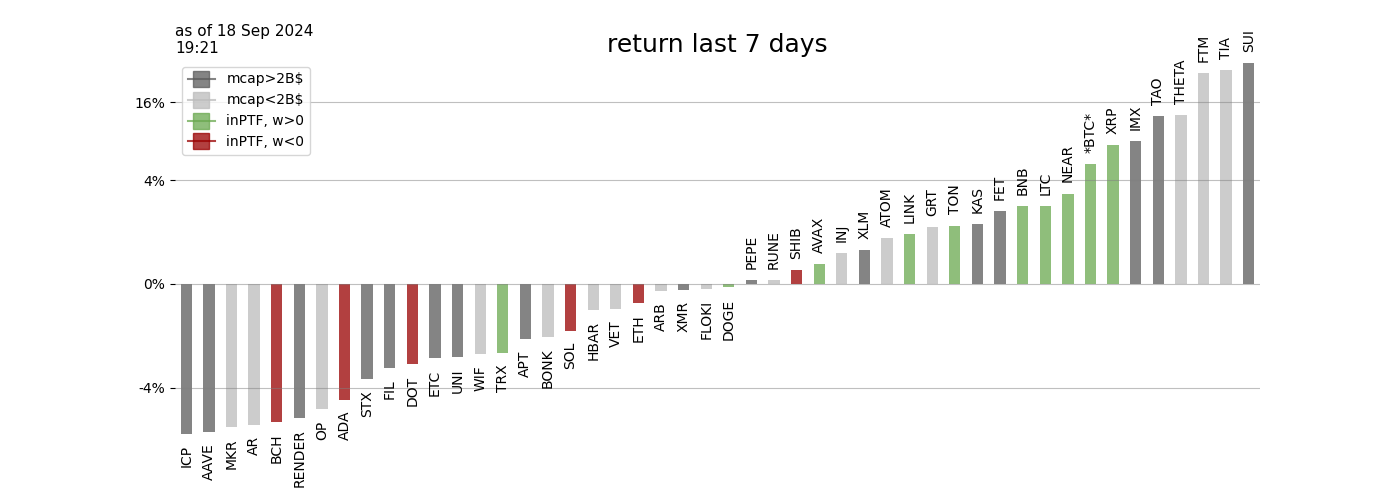 as of 18 Sep 2024
19:21
return last 7 days
mcap>2B$
mcap<2B$
inPTF, w>0
inPTF, w<0
16%
4%
0%
-4%
ICP
AAVE
MKR
AR
BCH
RENDER
OP
ADA
STX
FIL
DOT
ETC
UNI
WIF
TRX
APT
BONK
SOL
HBAR
VET
ETH
ARB
XMR
FLOKI
DOGE
PEPE
RUNE
SHIB
AVAX
INJ
XLM
ATOM
LINK
GRT
TON
KAS
FET
BNB
LTC
NEAR
*BTC*
XRP
IMX
TAO
THETA
FTM
TIA
SUI